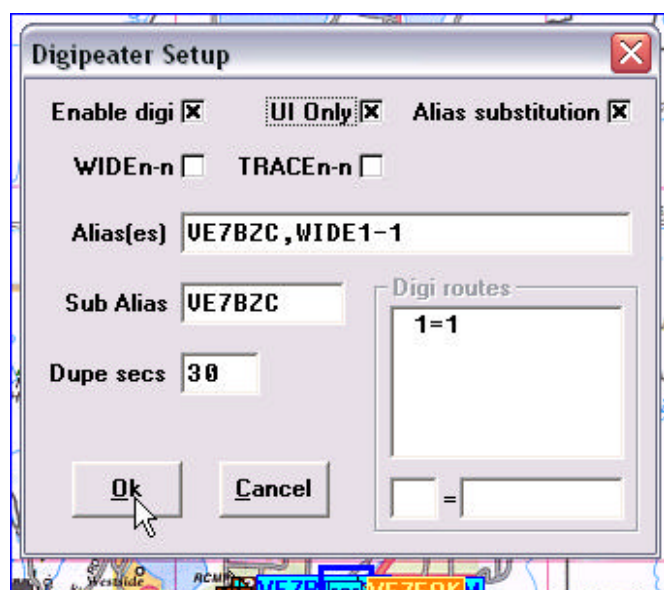 Digipeater Setup
Enable digi UI Only Alias substitution
WIDEn-n TRACEn-n
Alias(es) VE7BZC,WIDE1-1
Sub Alias VE7BZC
Digi routes
1=1
Dupe secs 30
Ok Cancel
=
Westside